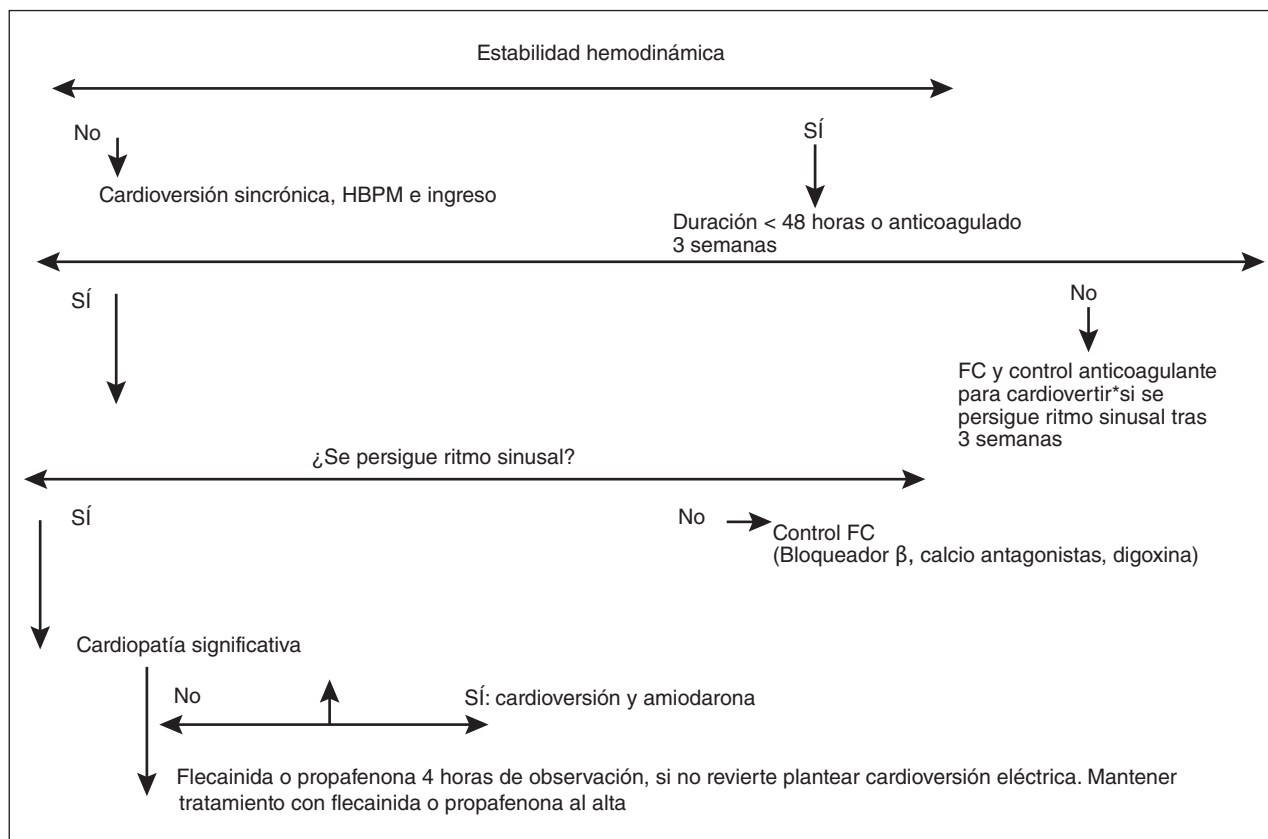 Estabilidad hemodinámica
No
SÍ
Cardioversión sincrónica, HBPM e ingreso
Duración < 48 horas o anticoagulado
3 semanas
SÍ
No
FC y control anticoagulante
para cardiovertir*si se
persigue ritmo sinusal tras
3 semanas
¿Se persigue ritmo sinusal?
SÍ
No
Control FC
(Bloqueador β, calcio antagonistas, digoxina)
Cardiopatía significativa
No
SÍ: cardioversión y amiodarona
Flecainida o propafenona 4 horas de observación, si no revierte plantear cardioversión eléctrica. Mantener
tratamiento con flecainida o propafenona al alta